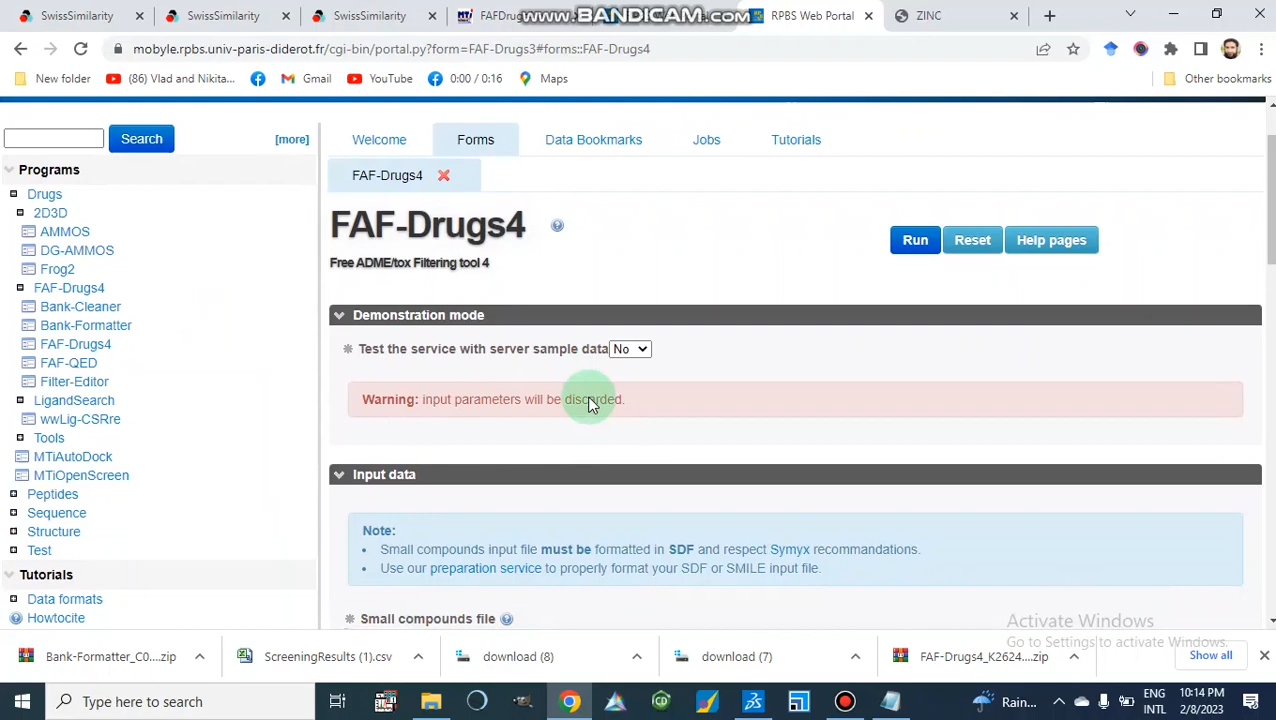 SwissSimilarity
SwissSimilarity
SwissSimilarity
FAFDrug
www.BANDICAM.com
RPBS Web Portal
ZINC
mobyle.rpbs.univ-paris-diderot.fr/cgi-bin/portal.py?form=FAF-Drugs3#forms::FAF-Drugs4
New folder
(86) Vlad and Nikita...
Gmail
YouTube
0:00 / 0:16
Maps
Other bookmarks
Search
[more]
Programs
Drugs
2D3D
AMMOS
DG-AMMOS
Frog2
FAF-Drugs4
Bank-Cleaner
Bank-Formatter
FAF-Drugs4
FAF-QED
Filter-Editor
LigandSearch
wwLig-CSRre
Tools
MTiAutoDock
MTiOpenScreen
Peptides
Sequence
Structure
Test
Tutorials
Data formats
Howtocite
Welcome
Forms
Data Bookmarks
Jobs
Tutorials
FAF-Drugs4
FAF-Drugs4
Free ADME/tox Filtering tool 4
Run
Reset
Help pages
Demonstration mode
Test the service with server sample data No
Warning: input parameters will be discarded.
Input data
Note:
Small compounds input file must be formatted in SDF and respect Symyx recommandations.
Use our preparation service to properly format your SDF or SMILE input file.
Small compounds file
Activate Windows
Go to Settings to activate Windows.
Bank-Formatter_C0....zip
ScreeningResults (1).csv
download (8)
download (7)
FAF-Drugs4_K2624....zip
Show all
Type here to search
Rain...
ENG
INTL
10:14 PM
2/8/2023